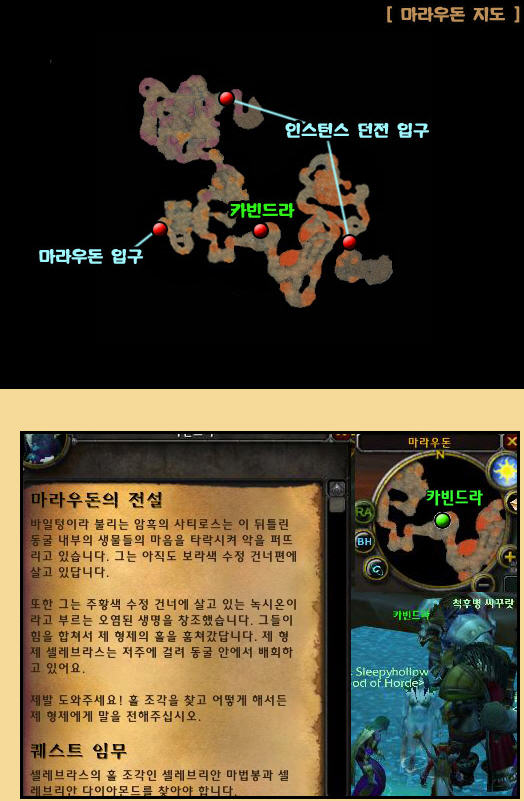 [ 마라우돈 지도 ]
인스턴스 던전 입구
카빈드라
마라우돈 입구
마라우돈의 전설
바일텅이라 불리는 암흑의 사티로스는 이 뒤틀린
동굴 내부의 생물들의 마음을 타락시켜 악을 퍼뜨
리고 있습니다. 그는 아직도 보라색 수정 건너편에
살고 있답니다.
또한 그는 주황색 수정 건너에 살고 있는 녹시온이
라고 부르는 오염된 생명을 창조했습니다. 그들이
힘을 합쳐서 제 형제의 홀을 훔쳐갔답니다. 제 형
제 셀레브라스는 저주에 걸려 동굴 안에서 배회하
고 있어요.
제발 도와주세요! 홀 조각을 찾고 어떻게 해서든
제 형제에게 말을 전해주십시오.
퀘스트 임무
셀레브라스의 홀 조각인 셀레브리안 마법봉과 셀
레브리안 다이아몬드를 찾아야 합니다.
마라우돈
N
카빈드라
RA
BH
척후병
카빈드라
Sleepyhollow
od of Horde